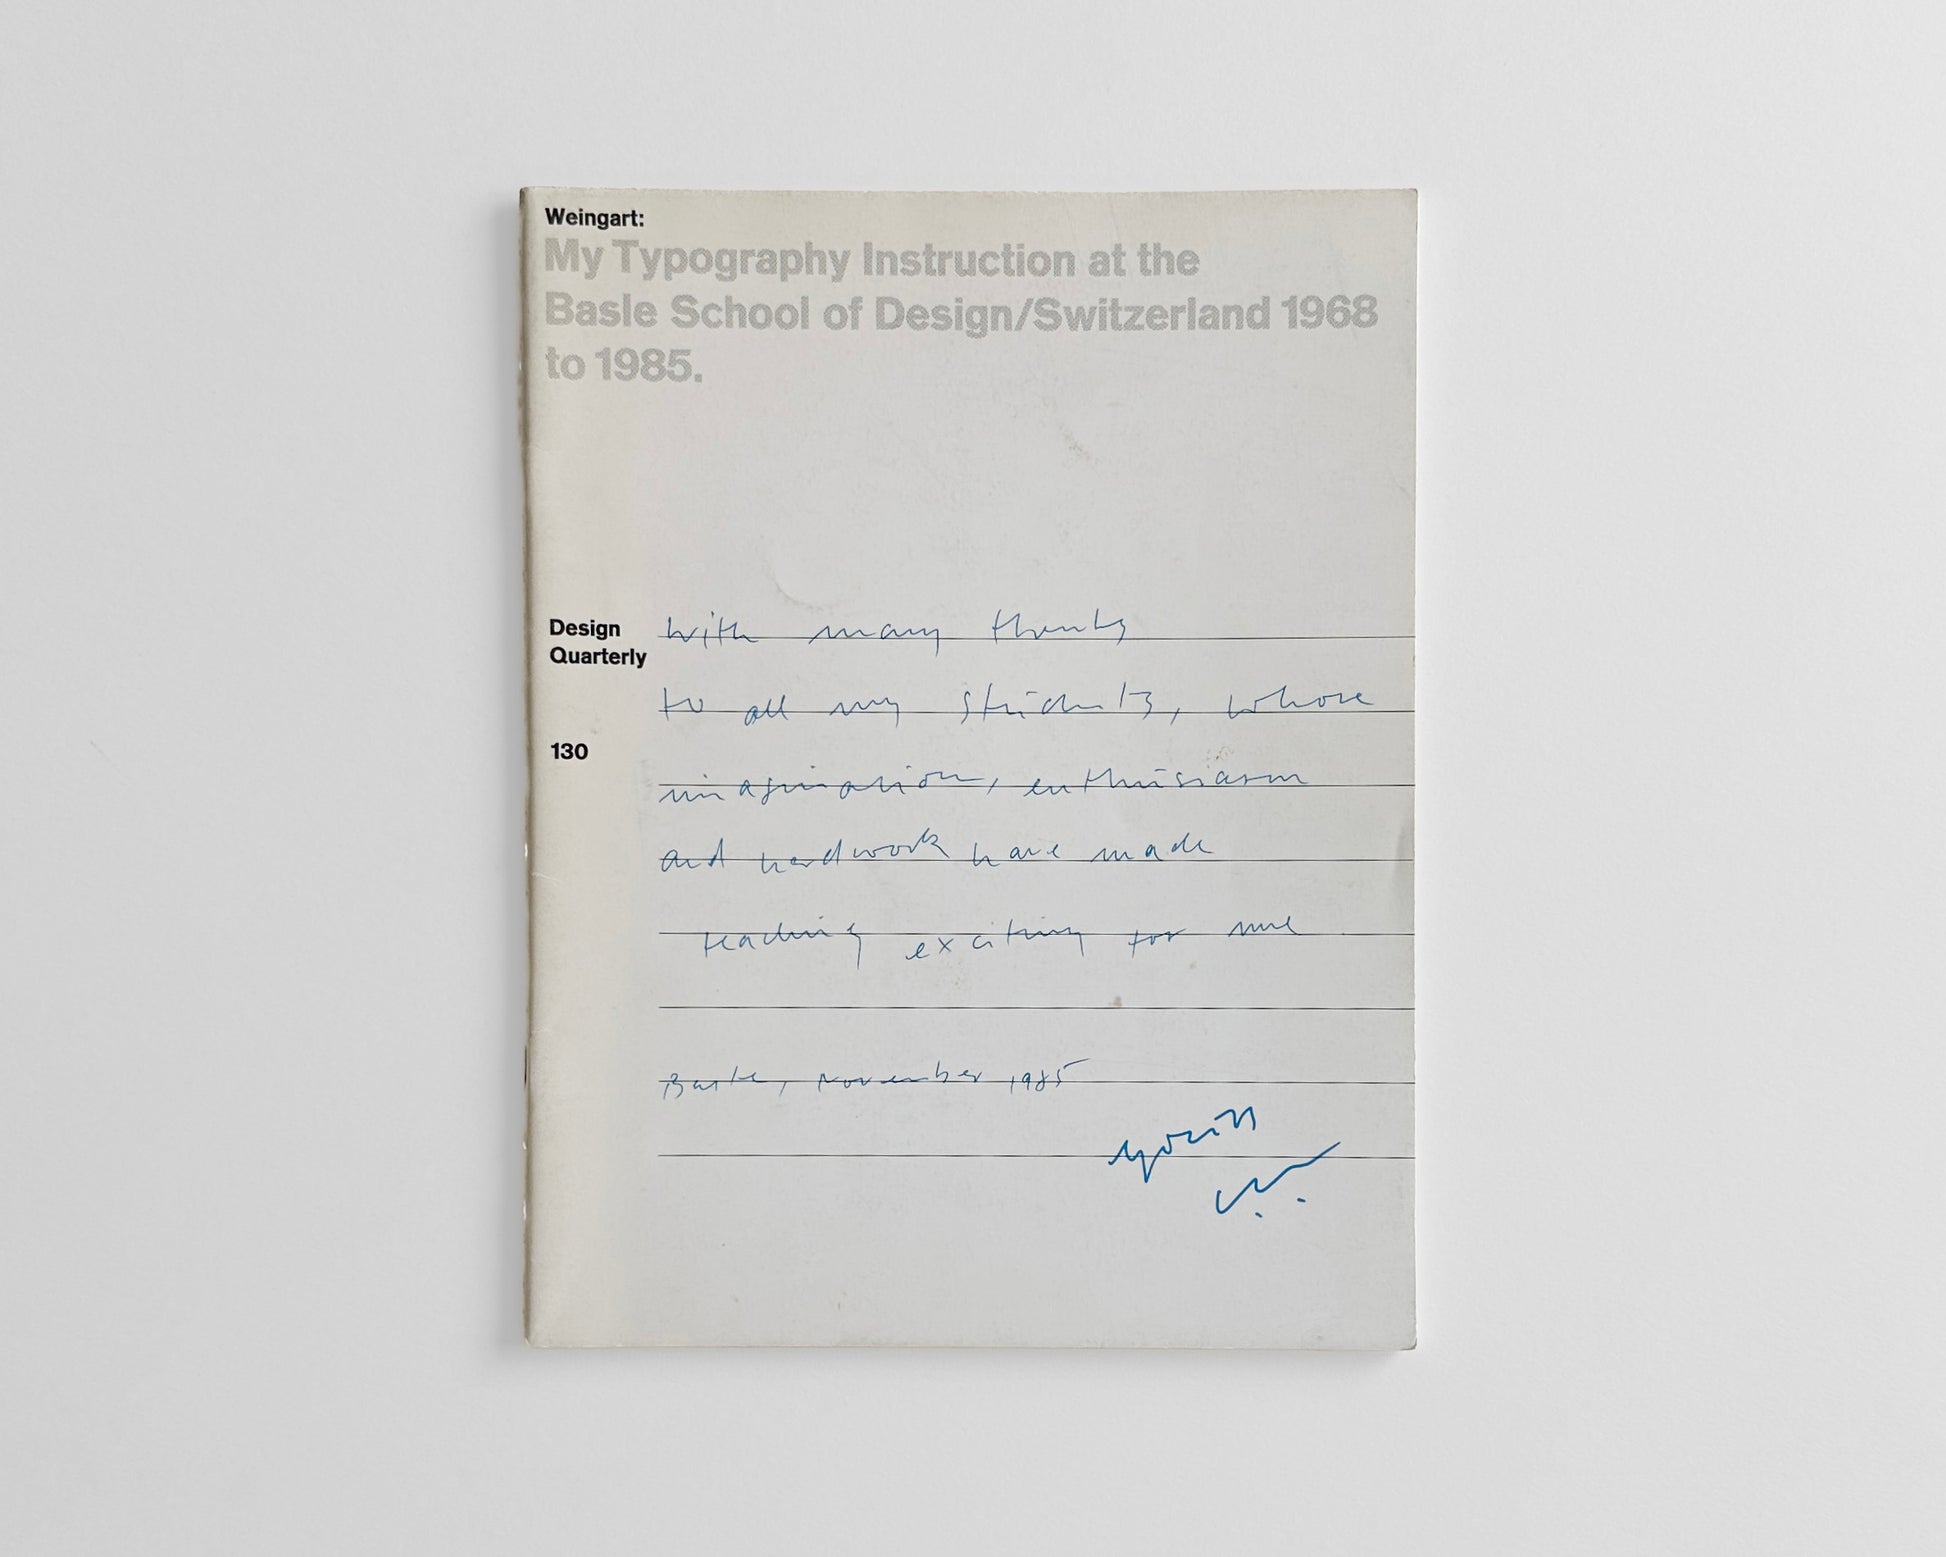 Weingart:
My Typography Instruction at the
Basle School of Design/Switzerland 1968
to 1985.
Design
Quarterly
130
with many thanks
to all my students, whose
imagination, enthusiasm
and hardwork have made
teaching exciting for me
Basle, November 1985
yours
W.W.